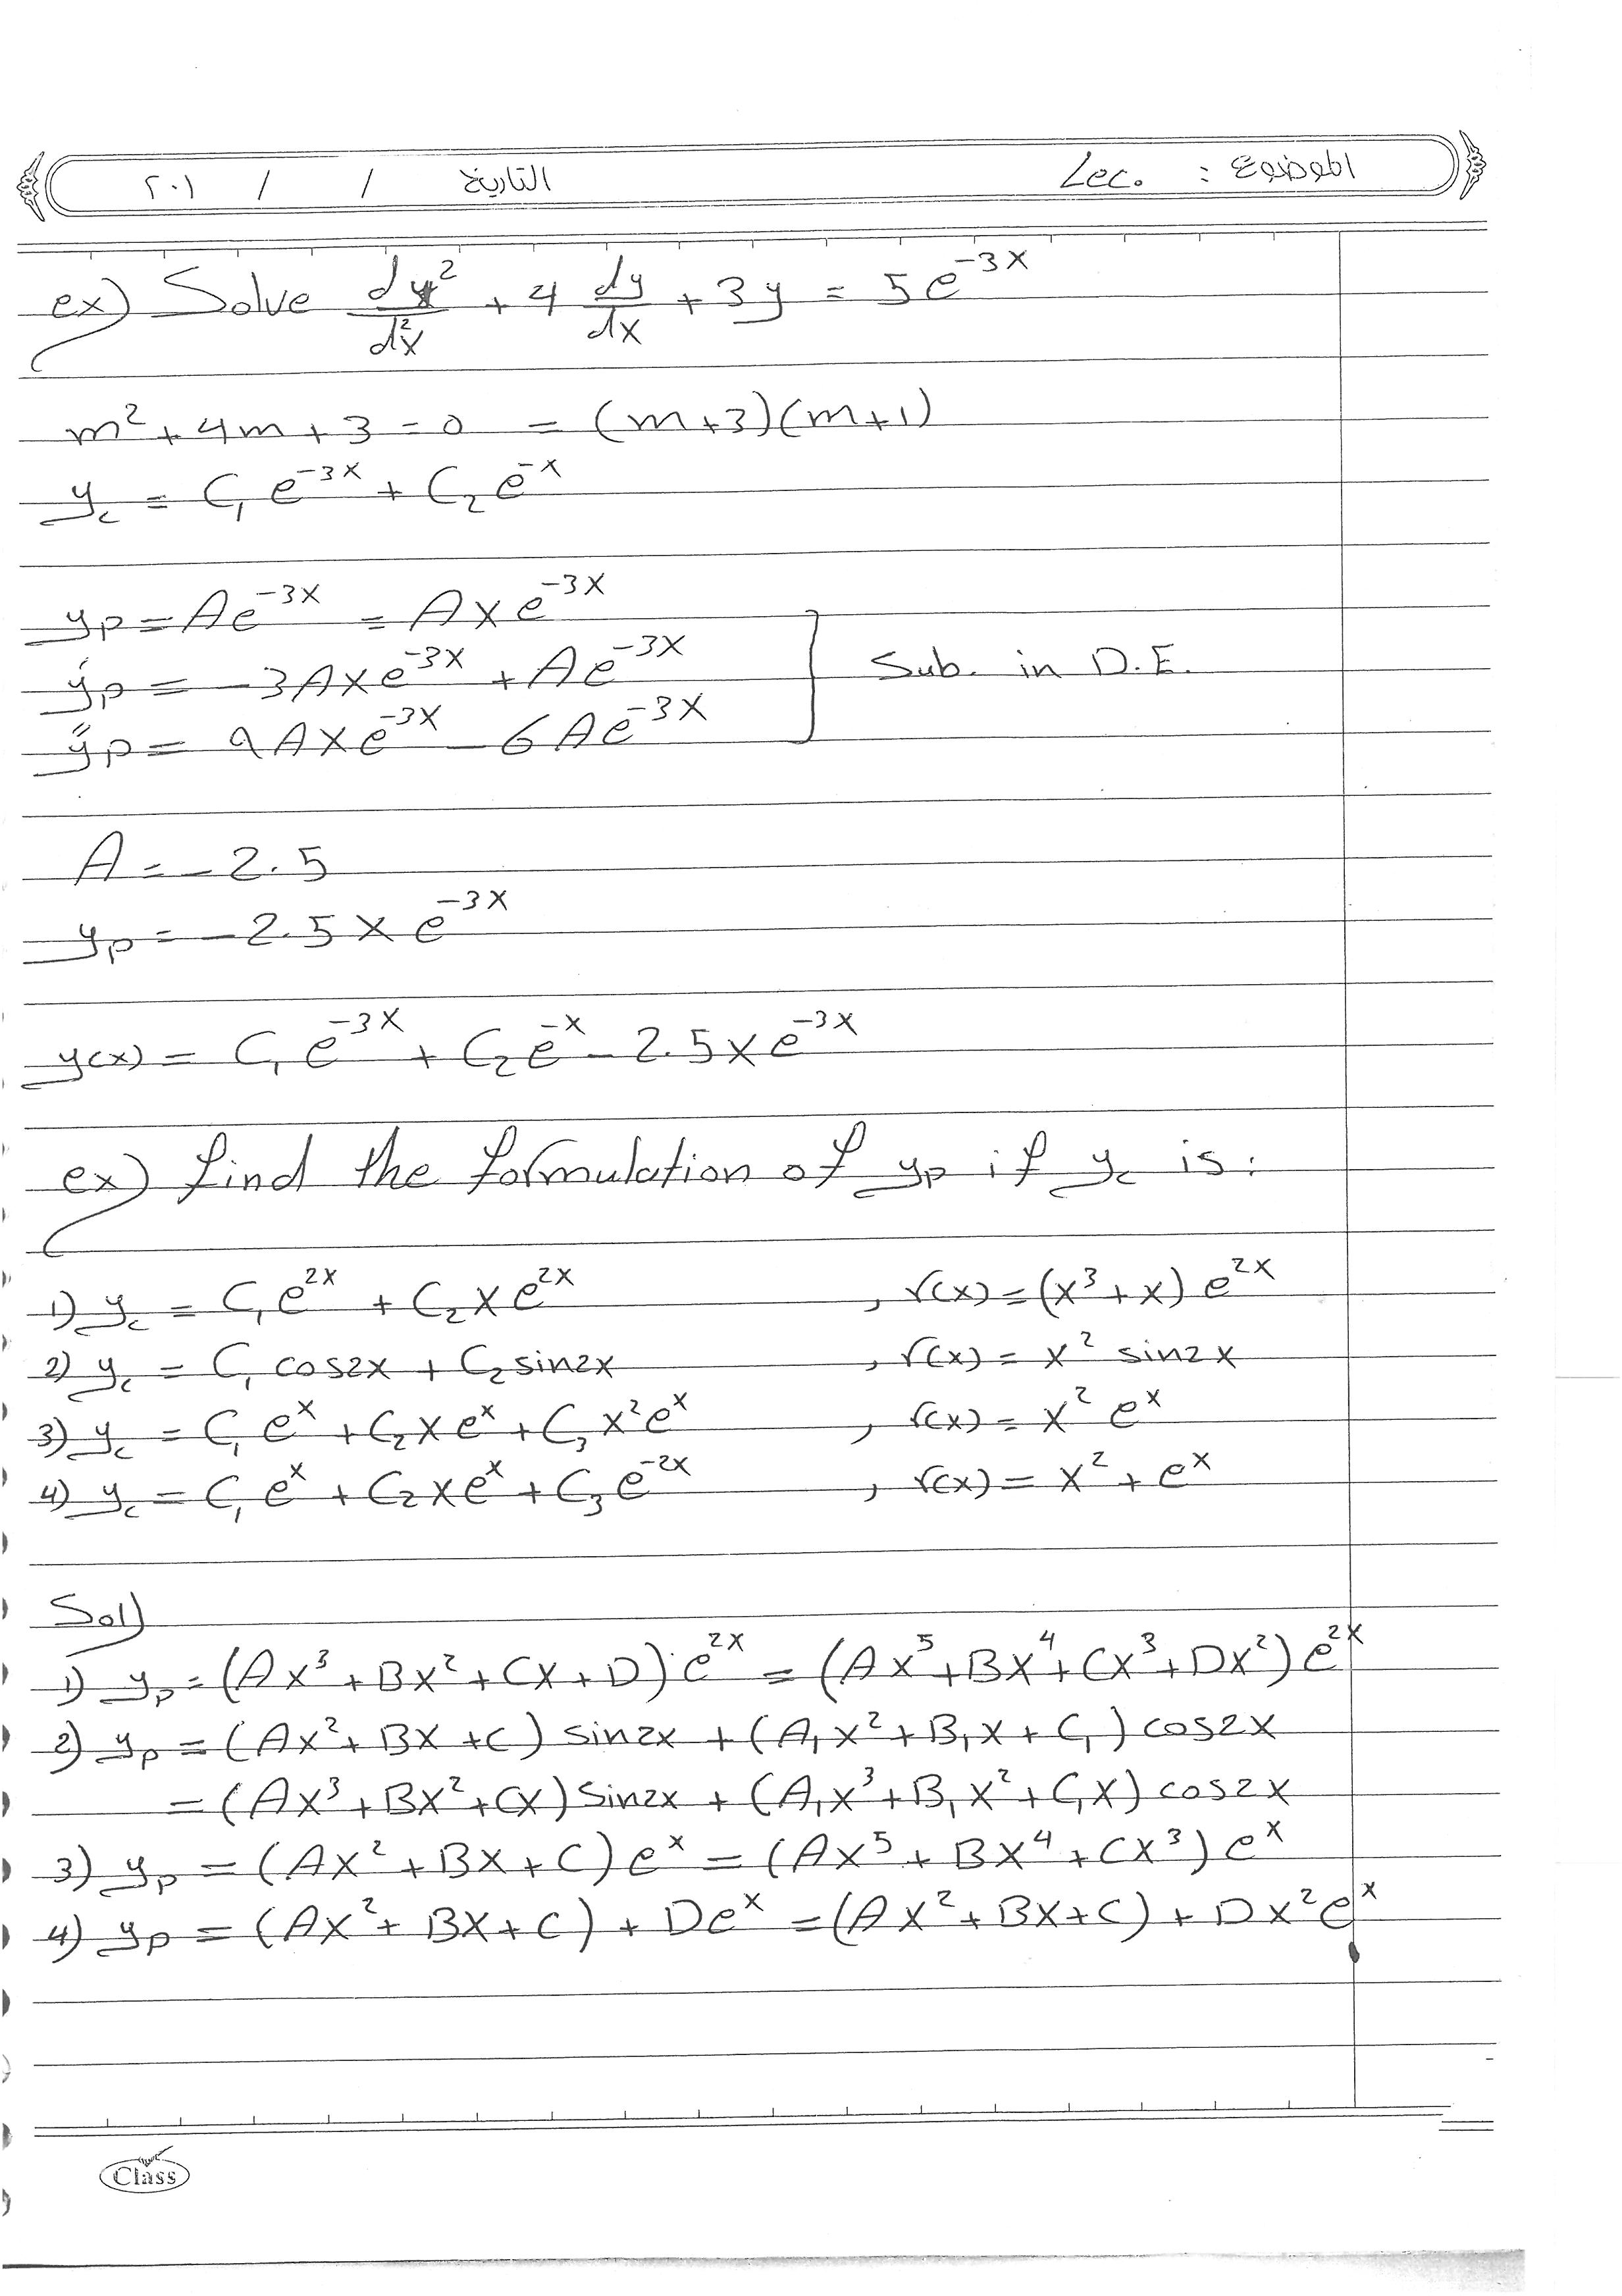 الموضوع : Lec. التاريخ / / ٢٠١
ex) Solve dy²/d²x + 4 dy/dx + 3y = 5e^-3x
m² + 4m + 3 = 0 = (m+3)(m+1)
y_c = C₁e^-3x + C₂e^-x
y_p = Ae^-3x = Axe^-3x
y′_p = -3Axe^-3x + Ae^-3x Sub. in D.E.
y″_p = 9Axe^-3x - 6Ae^-3x
A = -2.5
y_p = -2.5xe^-3x
y(x) = C₁e^-3x + C₂e^-x - 2.5xe^-3x
ex) find the formulation of y_p if y_c is:
1) y_c = C₁e^2x + C₂xe^2x , r(x) = (x³+x)e^2x
2) y_c = C₁cos2x + C₂sin2x , r(x) = x² sin2x
3) y_c = C₁e^x + C₂xe^x + C₃x²e^x , r(x) = x² e^x
4) y_c = C₁e^x + C₂xe^x + C₃e^-2x , r(x) = x² + e^x
Sol)
1) y_p = (Ax³+Bx²+Cx+D)e^2x = (Ax⁵+Bx⁴+Cx³+Dx²)e^2x
2) y_p = (Ax²+Bx+C) sin2x + (A₁x²+B₁x+C₁) cos2x
= (Ax³+Bx²+Cx) sin2x + (A₁x³+B₁x²+C₁x) cos2x
3) y_p = (Ax²+Bx+C)e^x = (Ax⁵+Bx⁴+Cx³)e^x
4) y_p = (Ax²+Bx+C) + De^x = (Ax²+Bx+C) + Dx²e^x
Class